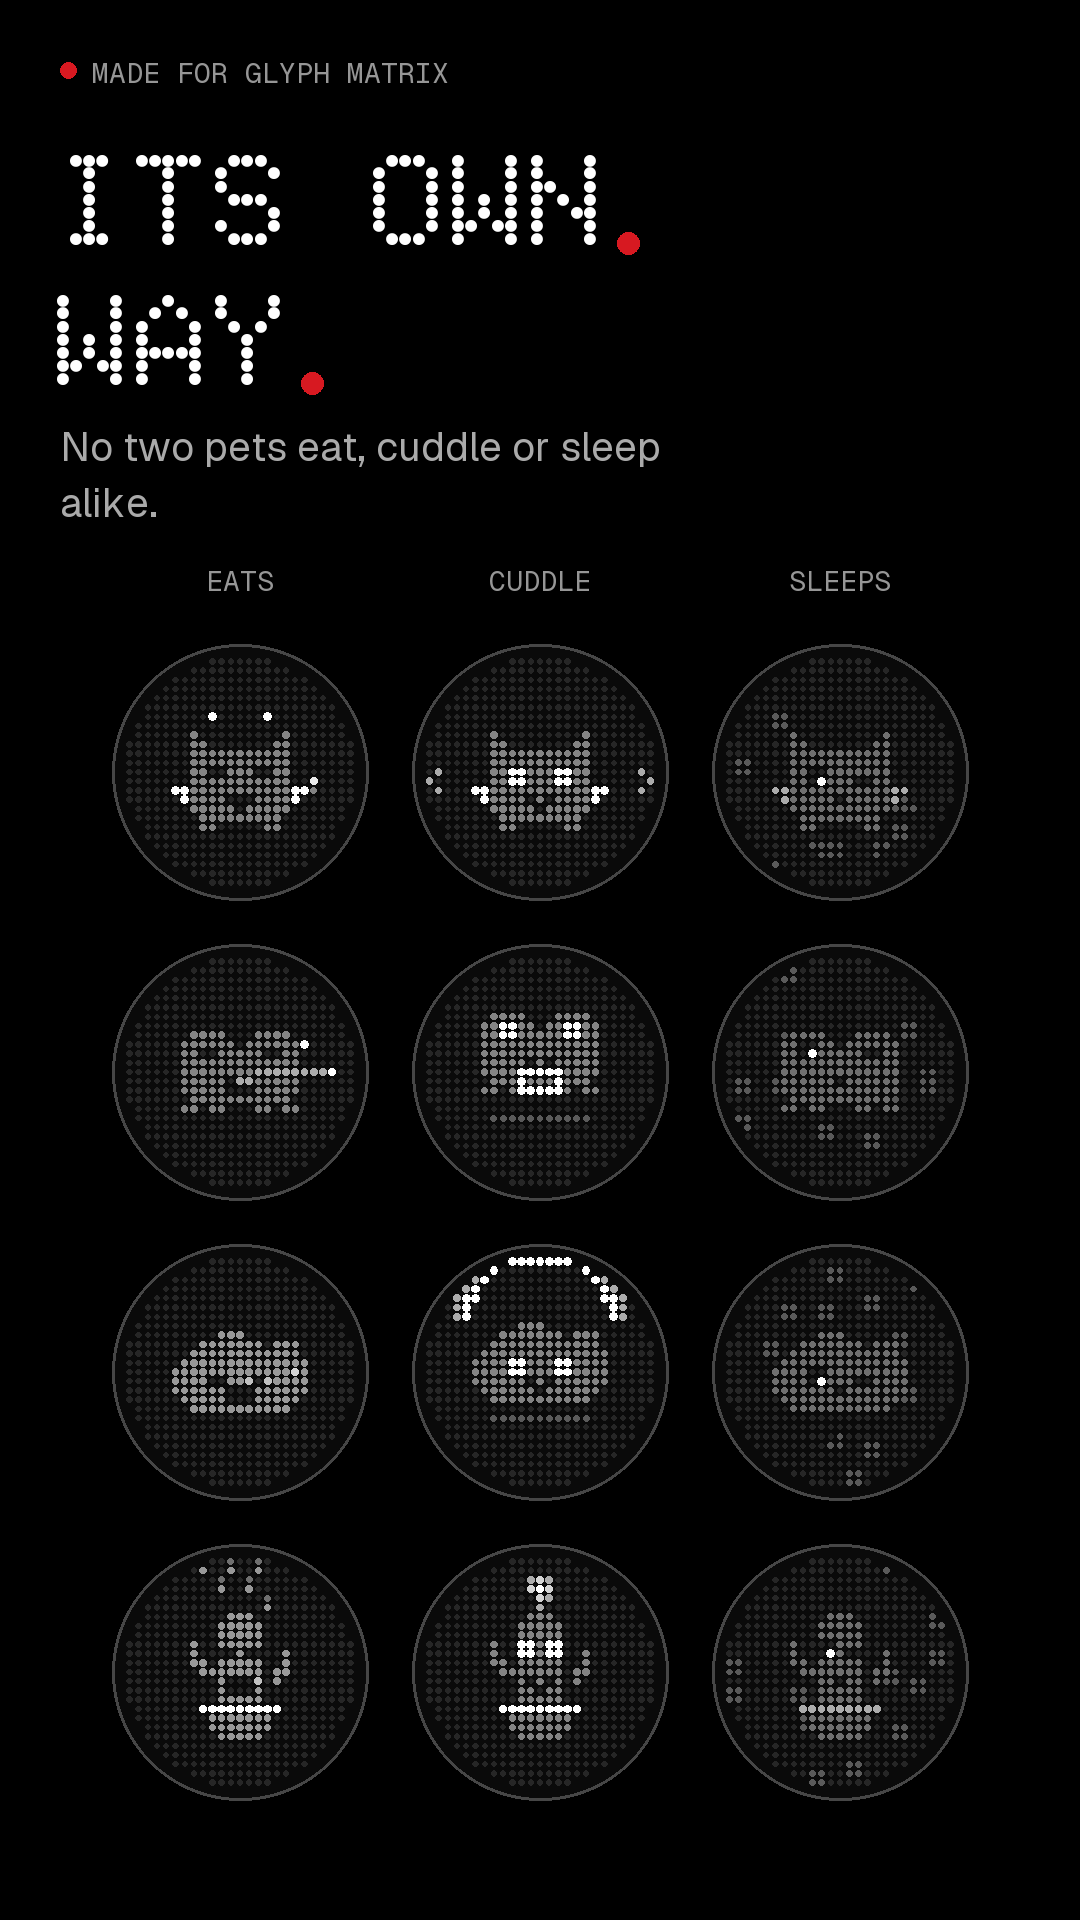 MADE FOR GLYPH MATRIX
ITS OWN.
WAY.
No two pets eat, cuddle or sleep
alike.
EATS CUDDLE SLEEPS